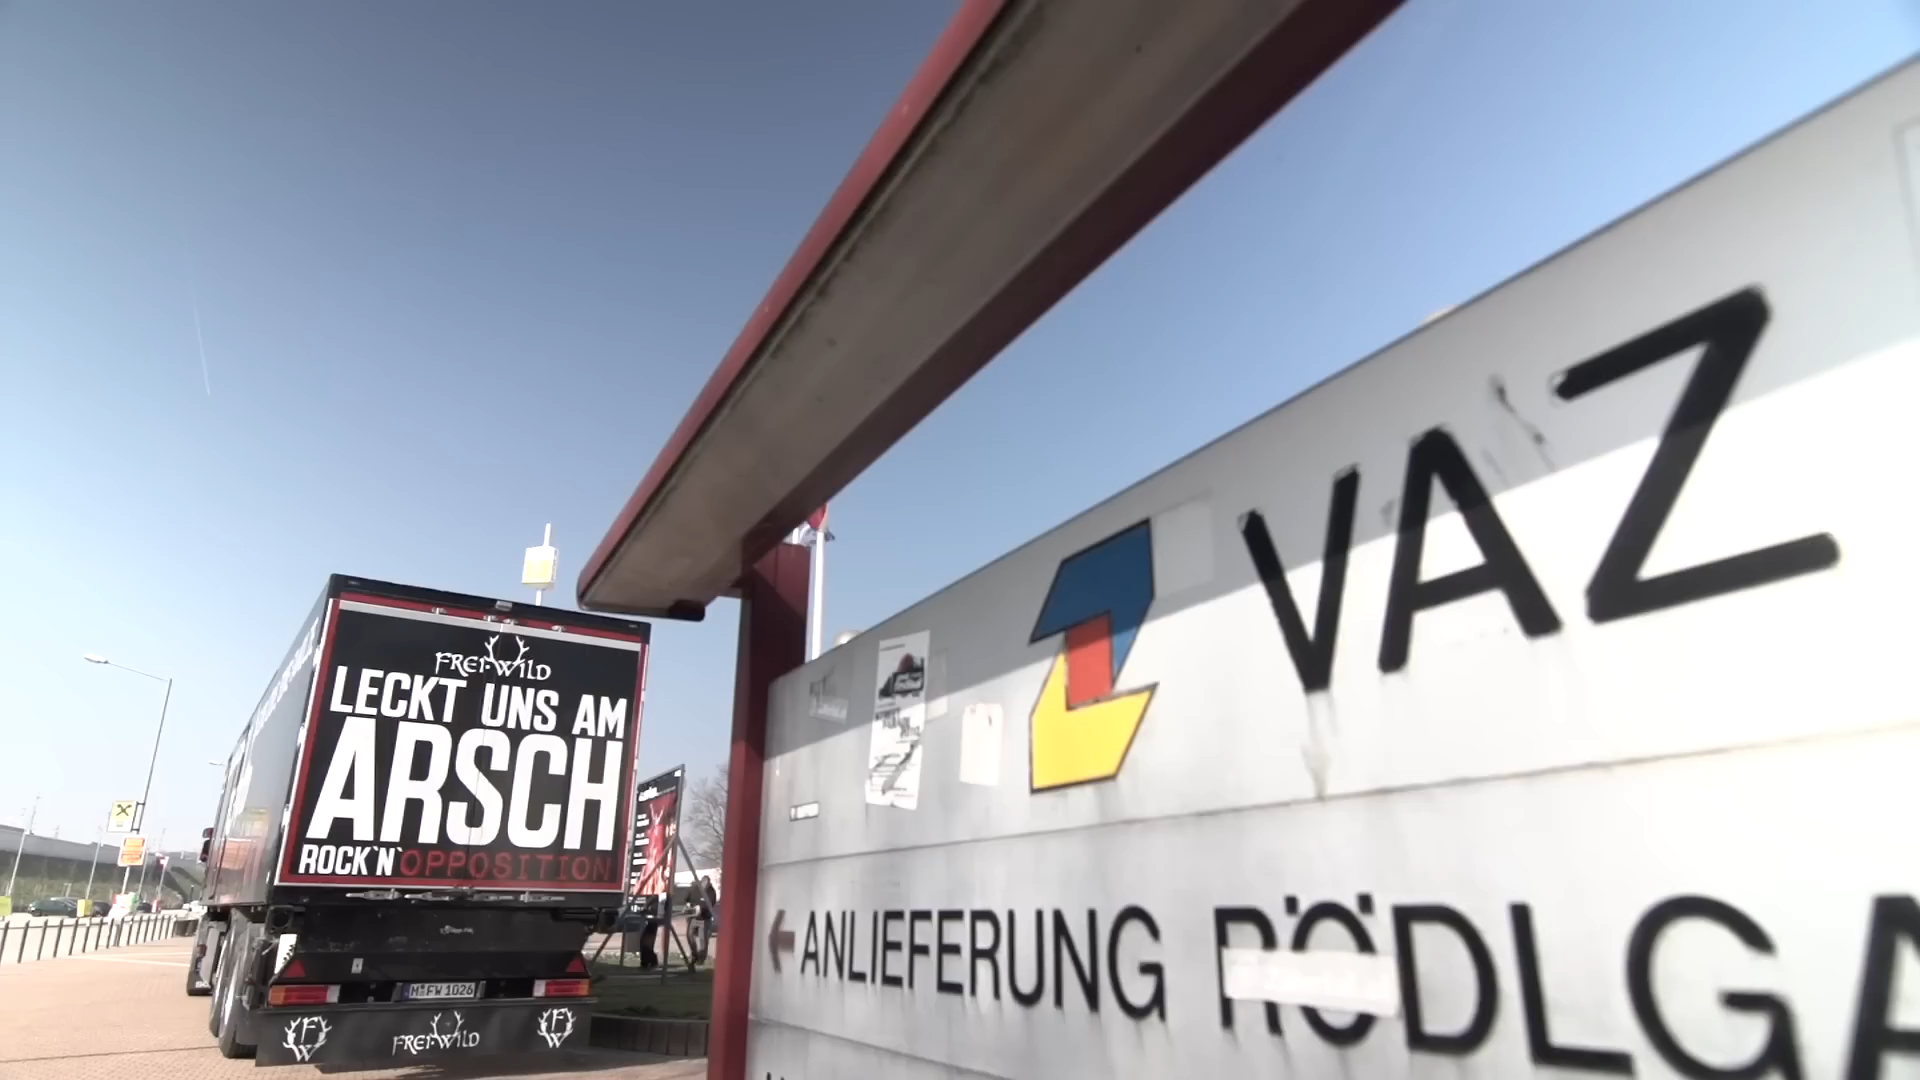 FREI.WILD
LECKT UNS AM
ARSCH
ROCK`N`OPPOSITION
M FW 1026
FREI.WILD
VAZ
ANLIEFERUNG RÖDLGA